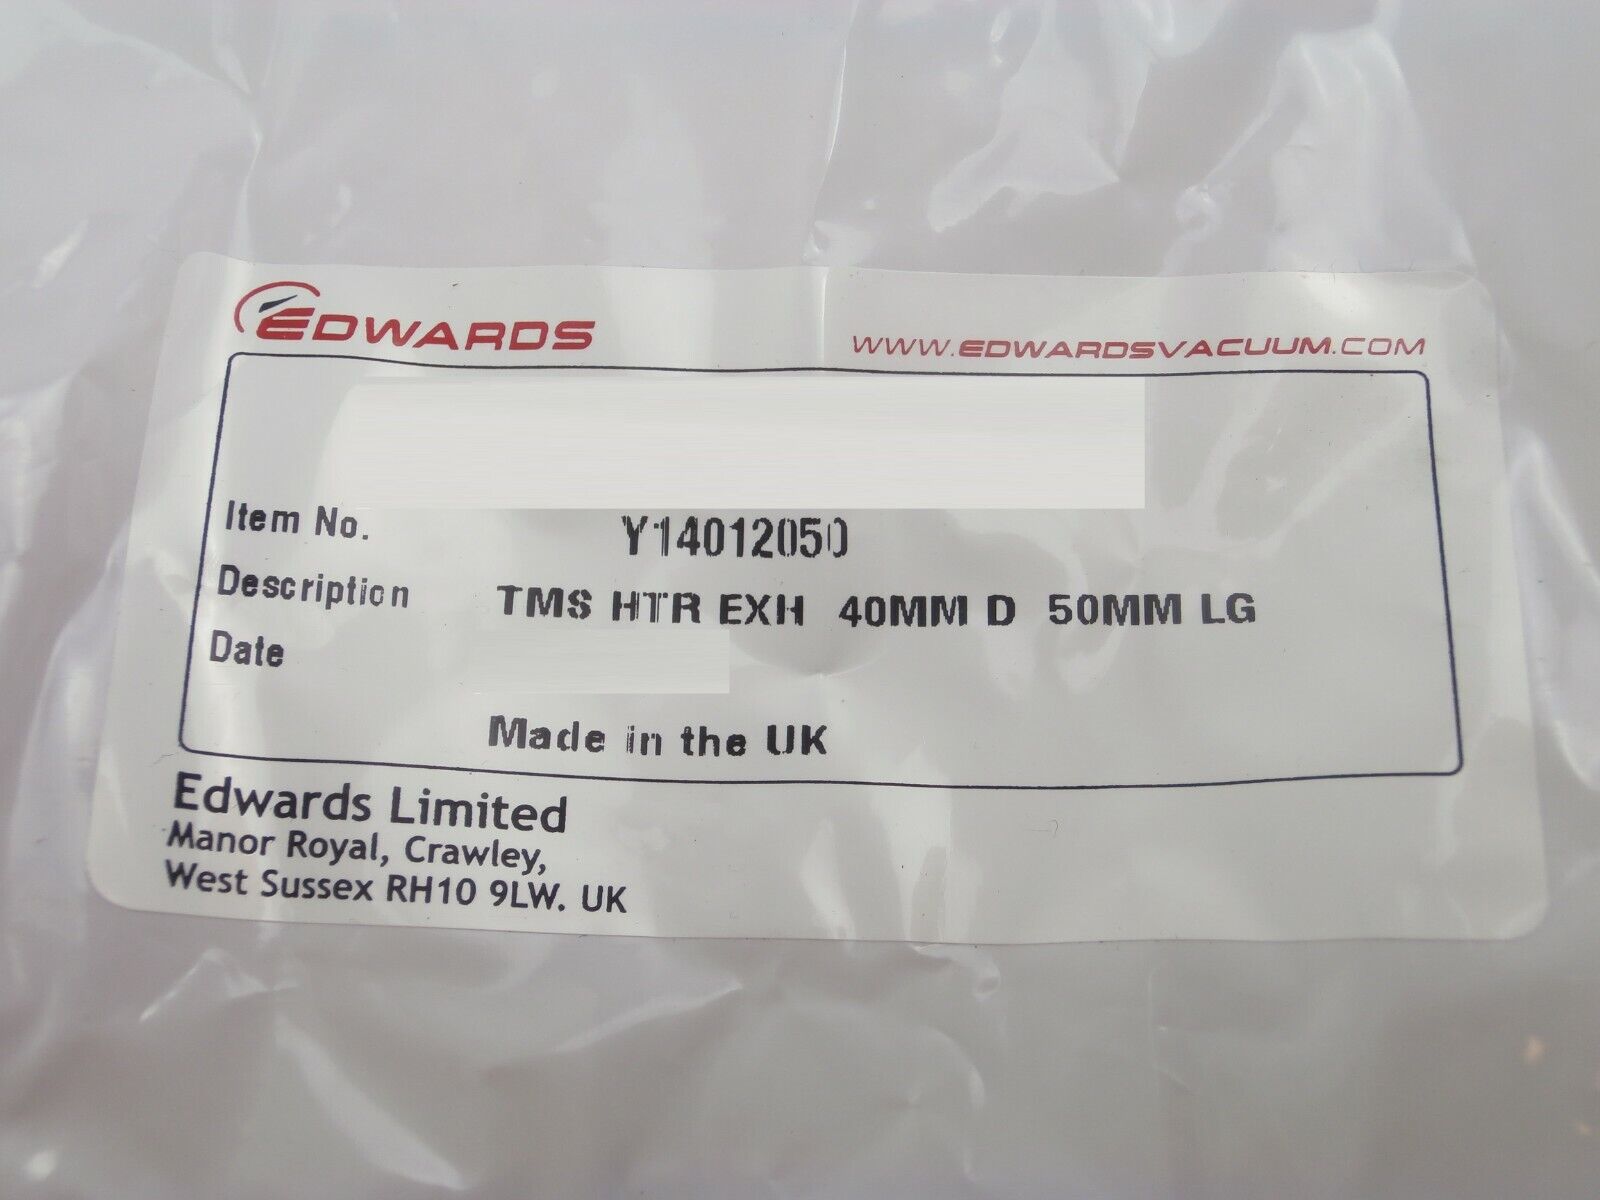 EDWARDS
WWW.EDWARDSVACUUM.COM
Item No. Y14012050
Description TMS HTR EXH 40MM D 50MM LG
Date
Made in the UK
Edwards Limited
Manor Royal, Crawley,
West Sussex RH10 9LW. UK